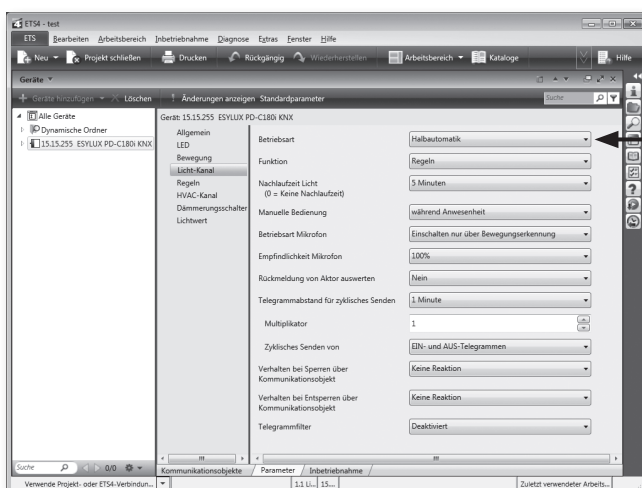 ETS4 - test
ETS Bearbeiten Arbeitsbereich Inbetriebnahme Diagnose Extras Fenster Hilfe
Neu Projekt schließen Drucken Rückgängig Wiederherstellen Arbeitsbereich Kataloge Hilfe
Geräte
Geräte hinzufügen Löschen Änderungen anzeigen Standardparameter Suche
Alle Geräte
Dynamische Ordner
15.15.255 ESYLUX PD-C180i KNX
Gerät: 15.15.255 ESYLUX PD-C180i KNX
Allgemein
LED
Bewegung
Licht-Kanal
Regeln
HVAC-Kanal
Dämmerungsschalter
Lichtwert
Betriebsart Halbautomatik
Funktion Regeln
Nachlaufzeit Licht 5 Minuten
(0 = Keine Nachlaufzeit)
Manuelle Bedienung während Anwesenheit
Betriebsart Mikrofon Einschalten nur über Bewegungserkennung
Empfindlichkeit Mikrofon 100%
Rückmeldung von Aktor auswerten Nein
Telegrammabstand für zyklisches Senden 1 Minute
Multiplikator 1
Zyklisches Senden von EIN- und AUS-Telegrammen
Verhalten bei Sperren über Keine Reaktion
Kommunikationsobjekt
Verhalten bei Entsperren über Keine Reaktion
Kommunikationsobjekt
Telegrammfilter Deaktiviert
Suche 0/0
Kommunikationsobjekte Parameter Inbetriebnahme
Verwende Projekt- oder ETS4-Verbindun... 1.1 Li... 15.... Zuletzt verwendeter Arbeits...